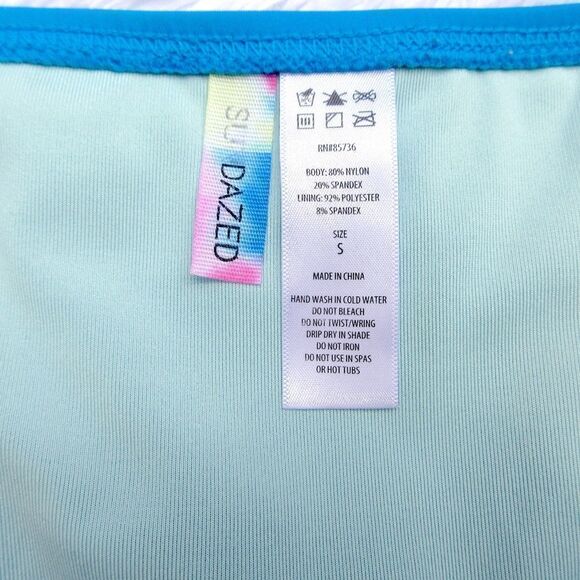 SUN DAZED
RN#85736
BODY: 80% NYLON
20% SPANDEX
LINING: 92% POLYESTER
8% SPANDEX
SIZE
S
MADE IN CHINA
HAND WASH IN COLD WATER
DO NOT BLEACH
DO NOT TWIST/WRING
DRIP DRY IN SHADE
DO NOT IRON
DO NOT USE IN SPAS
OR HOT TUBS